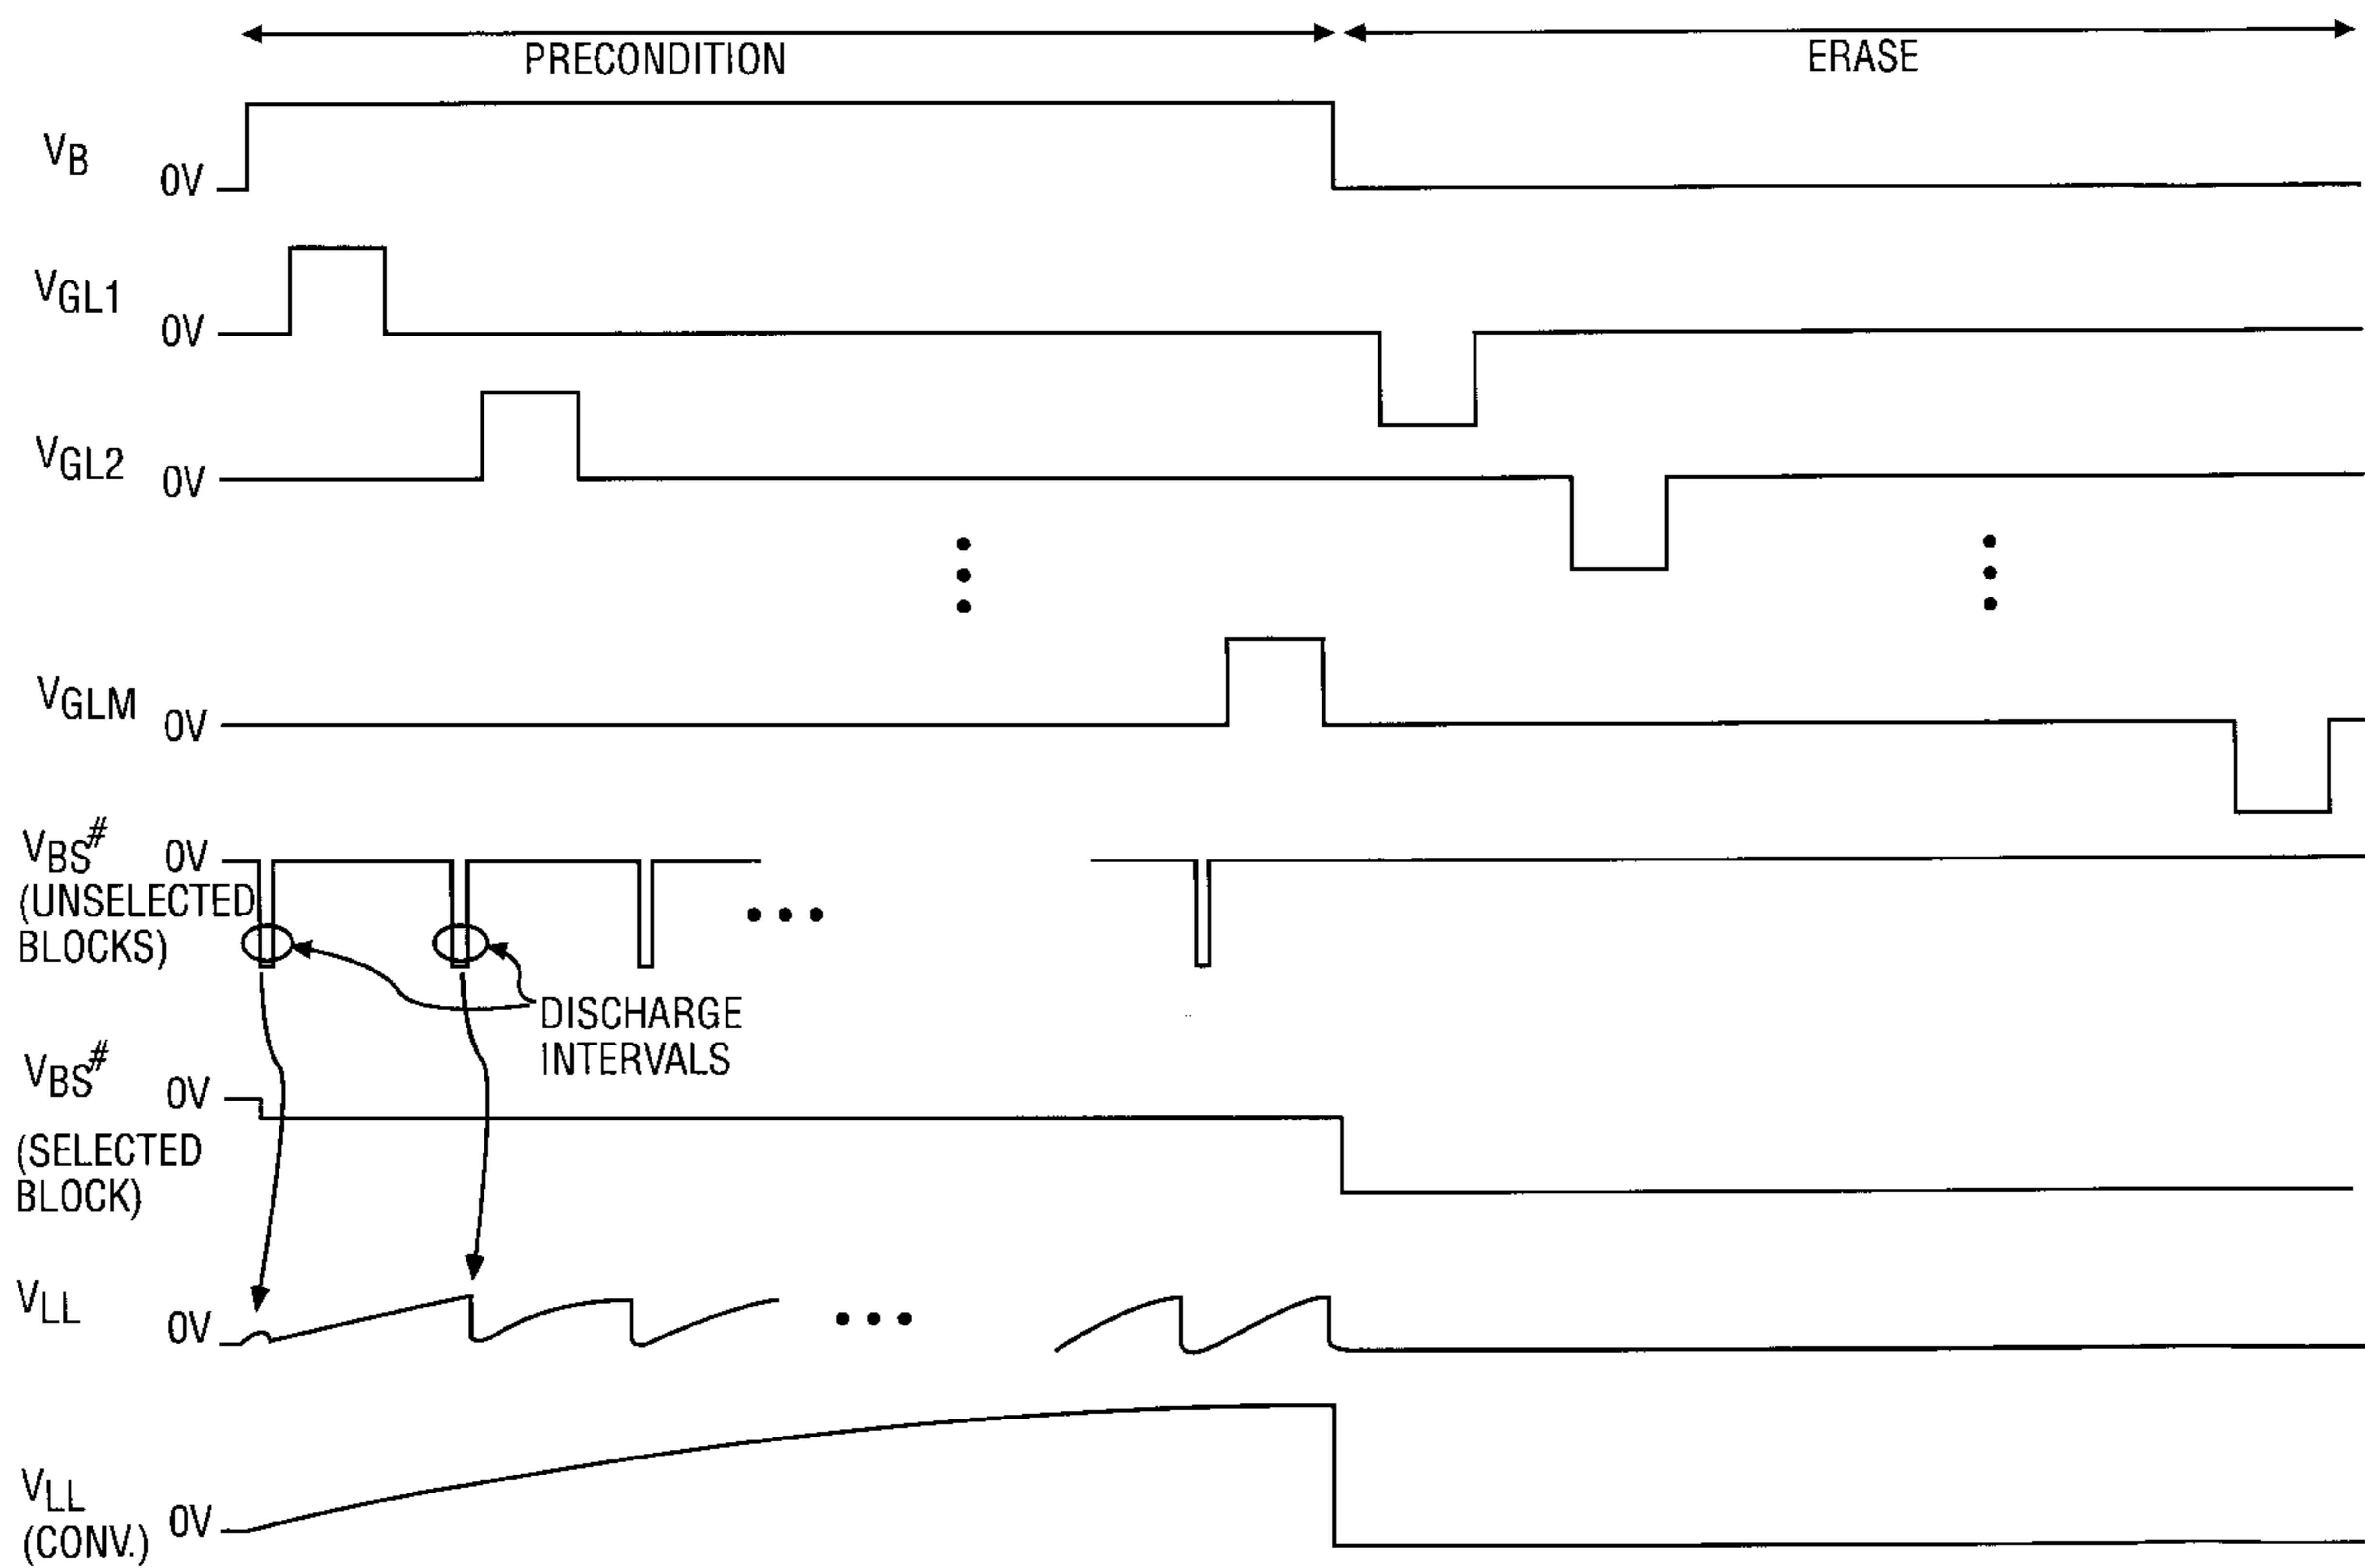 PRECONDITION
ERASE
VB 0V
VGL1 0V
VGL2 0V
VGLM 0V
VBS# 0V
(UNSELECTED
BLOCKS)
DISCHARGE
INTERVALS
VBS# 0V
(SELECTED
BLOCK)
VLL 0V
VLL 0V
(CONV.)